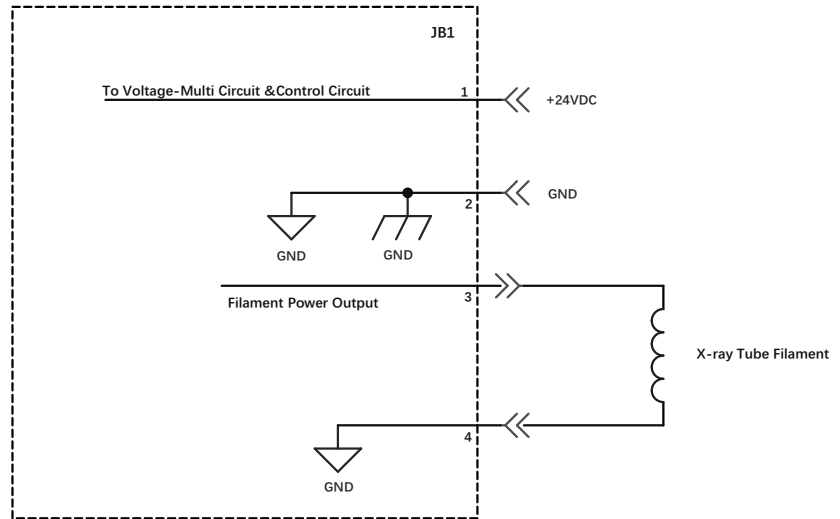 JB1
To Voltage-Multi Circuit &Control Circuit
1
+24VDC
2
GND
GND
GND
3
Filament Power Output
X-ray Tube Filament
4
GND